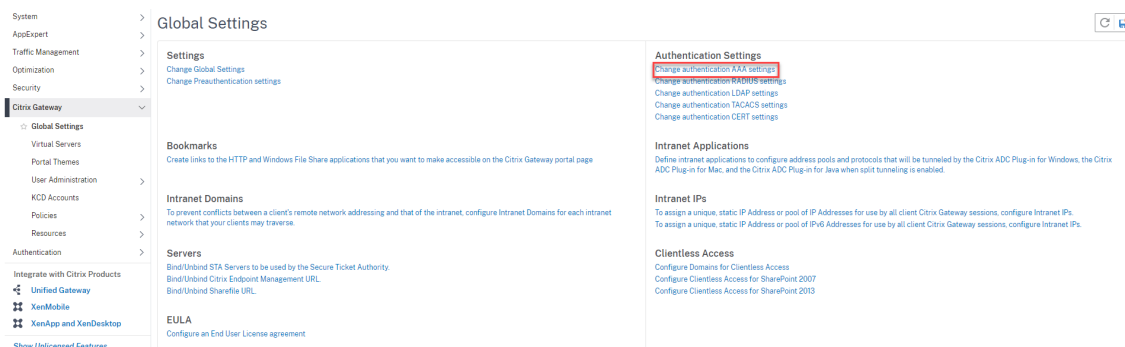 System
AppExpert
Traffic Management
Optimization
Security
Citrix Gateway
Global Settings
Virtual Servers
Portal Themes
User Administration
KCD Accounts
Policies
Resources
Authentication
Integrate with Citrix Products
Unified Gateway
XenMobile
XenApp and XenDesktop
Show Unlicensed Features
Global Settings
Settings
Change Global Settings
Change Preauthentication settings
Authentication Settings
Change authentication AAA settings
Change authentication RADIUS settings
Change authentication LDAP settings
Change authentication TACACS settings
Change authentication CERT settings
Bookmarks
Create links to the HTTP and Windows File Share applications that you want to make accessible on the Citrix Gateway portal page
Intranet Applications
Define intranet applications to configure address pools and protocols that will be tunneled by the Citrix ADC Plug-in for Windows, the Citrix
ADC Plug-in for Mac, and the Citrix ADC Plug-in for Java when split tunneling is enabled.
Intranet Domains
To prevent conflicts between a client's remote network addressing and that of the intranet, configure Intranet Domains for each intranet
network that your clients may traverse.
Intranet IPs
To assign a unique, static IP Address or pool of IP Addresses for use by all client Citrix Gateway sessions, configure Intranet IPs.
To assign a unique, static IP Address or pool of IPv6 Addresses for use by all client Citrix Gateway sessions, configure Intranet IPs.
Servers
Bind/Unbind STA Servers to be used by the Secure Ticket Authority.
Bind/Unbind Citrix Endpoint Management URL.
Bind/Unbind Sharefile URL.
Clientless Access
Configure Domains for Clientless Access
Configure Clientless Access for SharePoint 2007
Configure Clientless Access for SharePoint 2013
EULA
Configure an End User License agreement